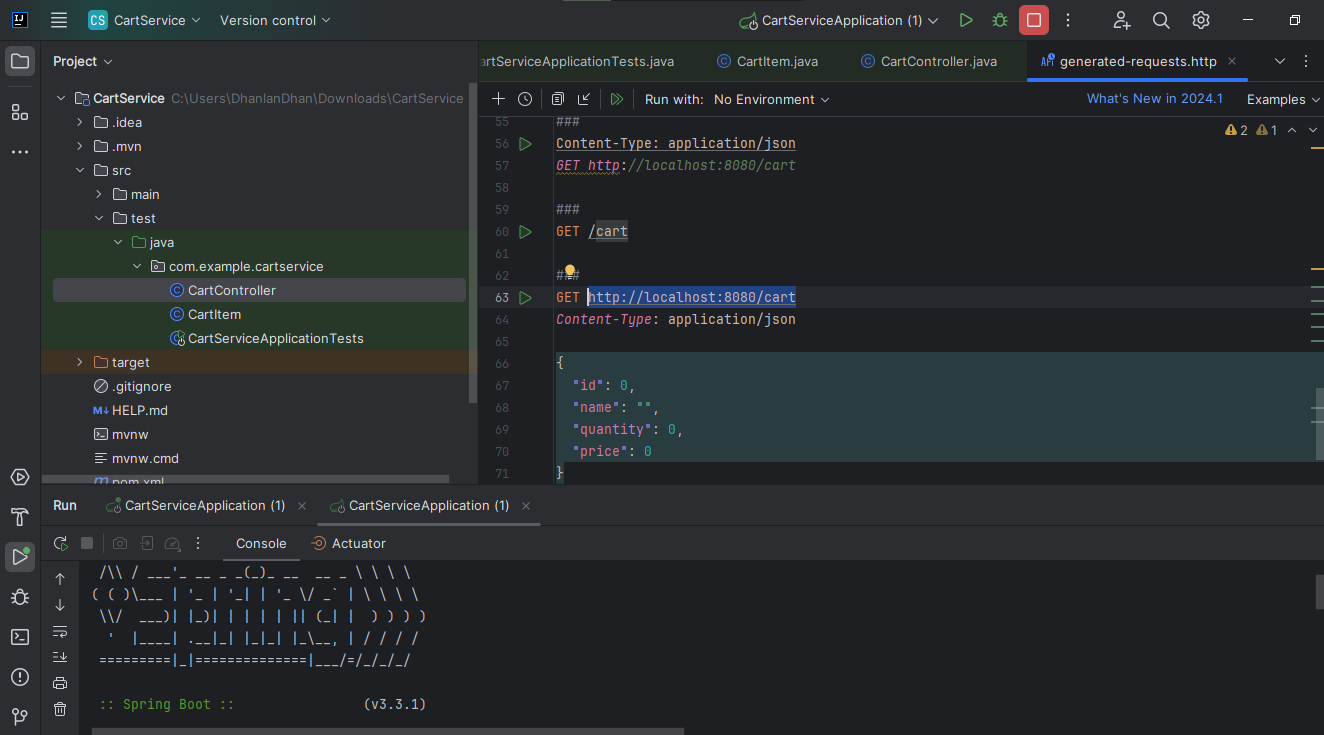 CS CartService Version control CartServiceApplication (1)
Project
artServiceApplicationTests.java CartItem.java CartController.java API generated-requests.http
Run with: No Environment What's New in 2024.1 Examples
CartService C:\Users\DhanIanDhan\Downloads\CartService
.idea
.mvn
src
main
test
java
com.example.cartservice
CartController
CartItem
CartServiceApplicationTests
target
.gitignore
HELP.md
mvnw
mvnw.cmd
pom.xml
2 1
55 ###
56 Content-Type: application/json
57 GET http://localhost:8080/cart
58
59 ###
60 GET /cart
61
62 ###
63 GET http://localhost:8080/cart
64 Content-Type: application/json
65
66 {
67 "id": 0,
68 "name": "",
69 "quantity": 0,
70 "price": 0
71 }
Run CartServiceApplication (1) CartServiceApplication (1)
Console Actuator
/\\ / ___'_ __ _ _(_)_ __  __ _ \ \ \ \
( ( )\___ | '_ | '_| | '_ \/ _` | \ \ \ \
\\/  ___)| |_)| | | | | || (_| |  ) ) ) )
'  |____| .__|_| |_|_| |_\__, | / / / /
=========|_|==============|___/=/_/_/_/
:: Spring Boot :: (v3.3.1)